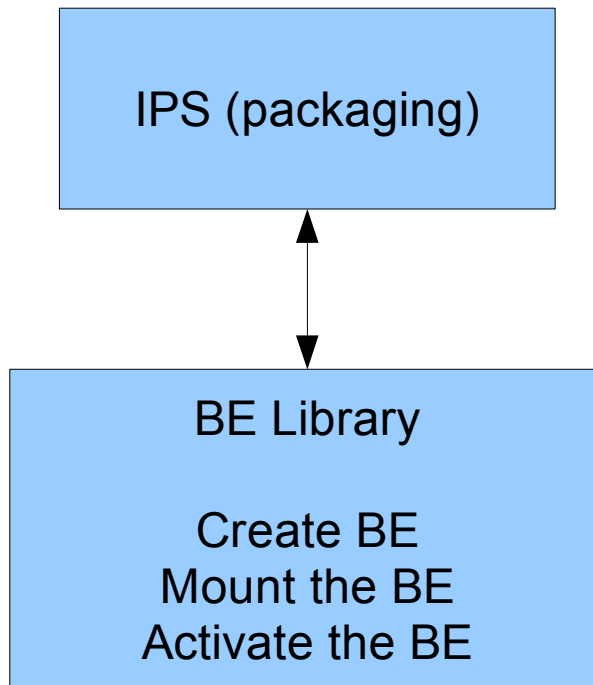 IPS (packaging)
BE Library
Create BE
Mount the BE
Activate the BE